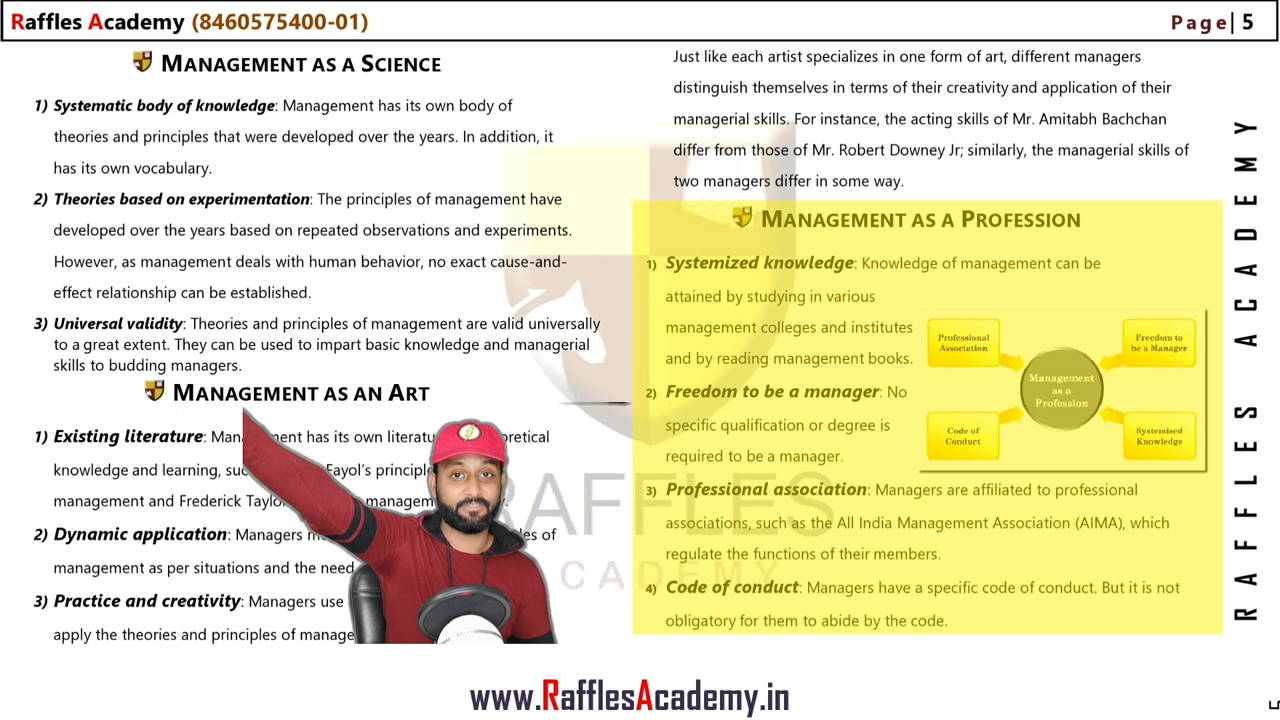 Raffles Academy (8460575400-01)
Page| 5
MANAGEMENT AS A SCIENCE
1) Systematic body of knowledge: Management has its own body of
theories and principles that were developed over the years. In addition, it
has its own vocabulary.
2) Theories based on experimentation: The principles of management have
developed over the years based on repeated observations and experiments.
However, as management deals with human behavior, no exact cause-and-
effect relationship can be established.
3) Universal validity: Theories and principles of management are valid universally
to a great extent. They can be used to impart basic knowledge and managerial
skills to budding managers.
MANAGEMENT AS AN ART
1) Existing literature: has its own
knowledge and learning, Fayol's
management and Frederick
2) Dynamic application: Managers of
management as per situations and the need
3) Practice and creativity: Managers use
apply the theories and principles of
Just like each artist specializes in one form of art, different managers
distinguish themselves in terms of their creativity and application of their
managerial skills. For instance, the acting skills of Mr. Amitabh Bachchan
differ from those of Mr. Robert Downey Jr; similarly, the managerial skills of
two managers differ in some way.
MANAGEMENT AS A PROFESSION
1) Systemized knowledge: Knowledge of management can be
attained by studying in various
management colleges and institutes
and by reading management books.
2) Freedom to be a manager: No
specific qualification or degree is
required to be a manager.
Professional
Association
Freedom to
be a Manager
Management
as a
Profession
Code of
Conduct
Systemised
Knowledge
3) Professional association: Managers are affiliated to professional
associations, such as the All India Management Association (AIMA), which
regulate the functions of their members.
4) Code of conduct: Managers have a specific code of conduct. But it is not
obligatory for them to abide by the code.
RAFFLES
ACADEMY
RAFFLES ACADEMY
www.RafflesAcademy.in